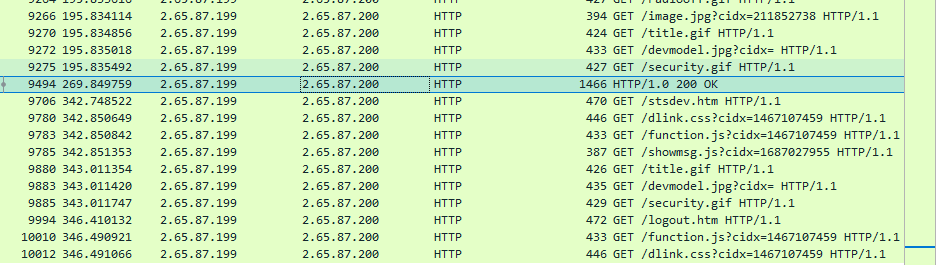 9266 195.834114 2.65.87.199 2.65.87.200 HTTP 394 GET /image.jpg?cidx=211852738 HTTP/1.1
9270 195.834856 2.65.87.199 2.65.87.200 HTTP 424 GET /title.gif HTTP/1.1
9272 195.835018 2.65.87.199 2.65.87.200 HTTP 433 GET /devmodel.jpg?cidx= HTTP/1.1
9275 195.835492 2.65.87.199 2.65.87.200 HTTP 427 GET /security.gif HTTP/1.1
9494 269.849759 2.65.87.199 2.65.87.200 HTTP 1466 HTTP/1.0 200 OK
9706 342.748522 2.65.87.199 2.65.87.200 HTTP 470 GET /stsdev.htm HTTP/1.1
9780 342.850649 2.65.87.199 2.65.87.200 HTTP 446 GET /dlink.css?cidx=1467107459 HTTP/1.1
9783 342.850842 2.65.87.199 2.65.87.200 HTTP 433 GET /function.js?cidx=1467107459 HTTP/1.1
9785 342.851353 2.65.87.199 2.65.87.200 HTTP 387 GET /showmsg.js?cidx=1687027955 HTTP/1.1
9880 343.011354 2.65.87.199 2.65.87.200 HTTP 426 GET /title.gif HTTP/1.1
9883 343.011420 2.65.87.199 2.65.87.200 HTTP 435 GET /devmodel.jpg?cidx= HTTP/1.1
9885 343.011747 2.65.87.199 2.65.87.200 HTTP 429 GET /security.gif HTTP/1.1
9994 346.410132 2.65.87.199 2.65.87.200 HTTP 472 GET /logout.htm HTTP/1.1
10010 346.490921 2.65.87.199 2.65.87.200 HTTP 433 GET /function.js?cidx=1467107459 HTTP/1.1
10012 346.491066 2.65.87.199 2.65.87.200 HTTP 446 GET /dlink.css?cidx=1467107459 HTTP/1.1